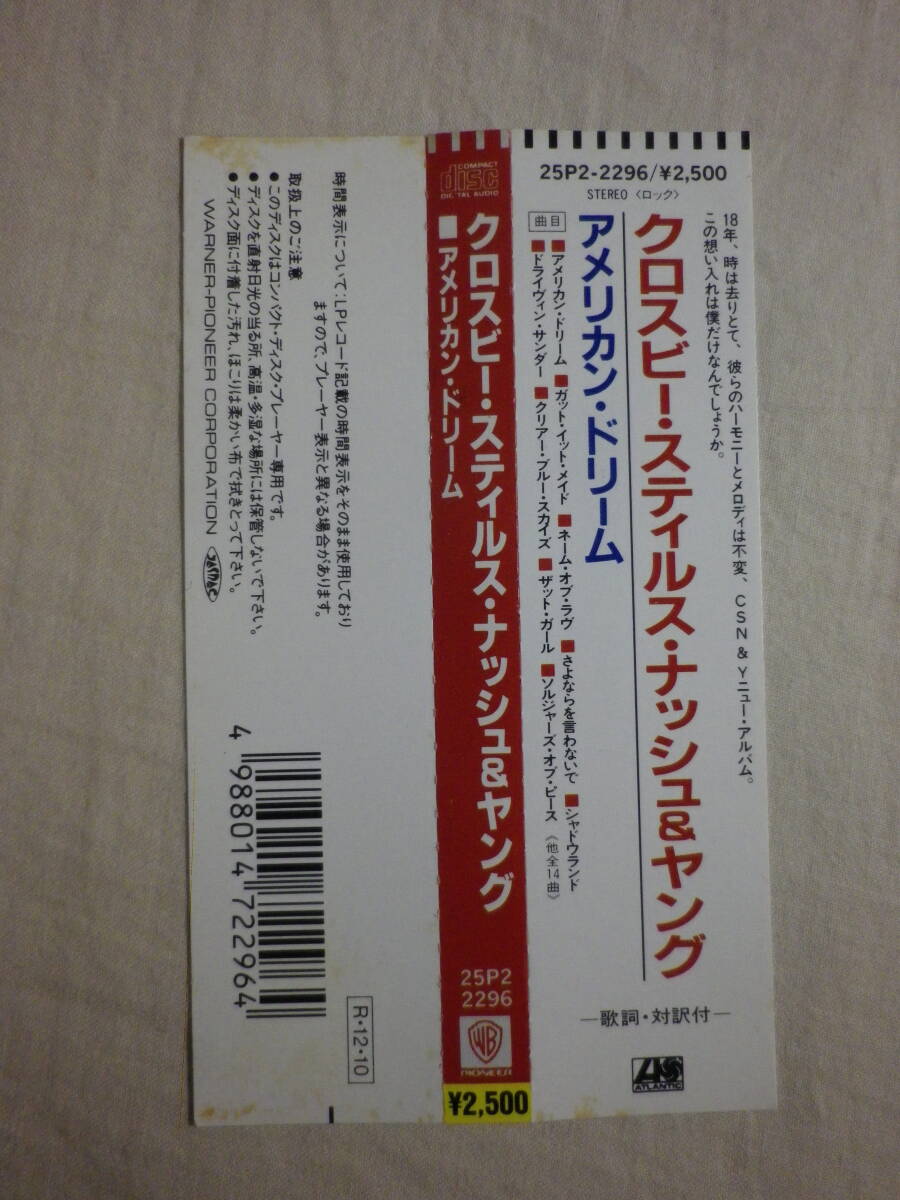 25P2-2296/¥2,500
STEREO〈ロック〉
18年、時は去りとて、彼らのハーモニーとメロディは不変、CSN&Yニュー・アルバム。
この想い入れは僕だけなんでしょうか。
クロスビー・スティルス・ナッシュ&ヤング
アメリカン・ドリーム
曲目
■アメリカン・ドリーム ■ガット・イット・メイド ■ネーム・オブ・ラヴ ■さよならを言わないで ■シャドウランド
■ドライヴィン・サンダー ■クリアー・ブルー・スカイズ ■ザット・ガール ■ソルジャーズ・オブ・ピース 《他全14曲》
—歌詞・対訳付—
ATLANTIC
COMPACT
disc
DIGITAL AUDIO
クロスビー・スティルス・ナッシュ&ヤング
■アメリカン・ドリーム
25P2
2296
WB
PIONEER
¥2,500
時間表示について:LPレコード記載の時間表示をそのまま使用しており
ますので、プレーヤー表示と異なる場合があります。
取扱上のご注意
●このディスクはコンパクト・ディスク・プレーヤー専用です。
●ディスクを直射日光の当る所、高温・多湿な場所には保管しないで下さい。
●ディスク面に付着した汚れ、ほこりは柔かい布で拭きとって下さい。
WARNER-PIONEER CORPORATION
4 988014 722964
R・12・10